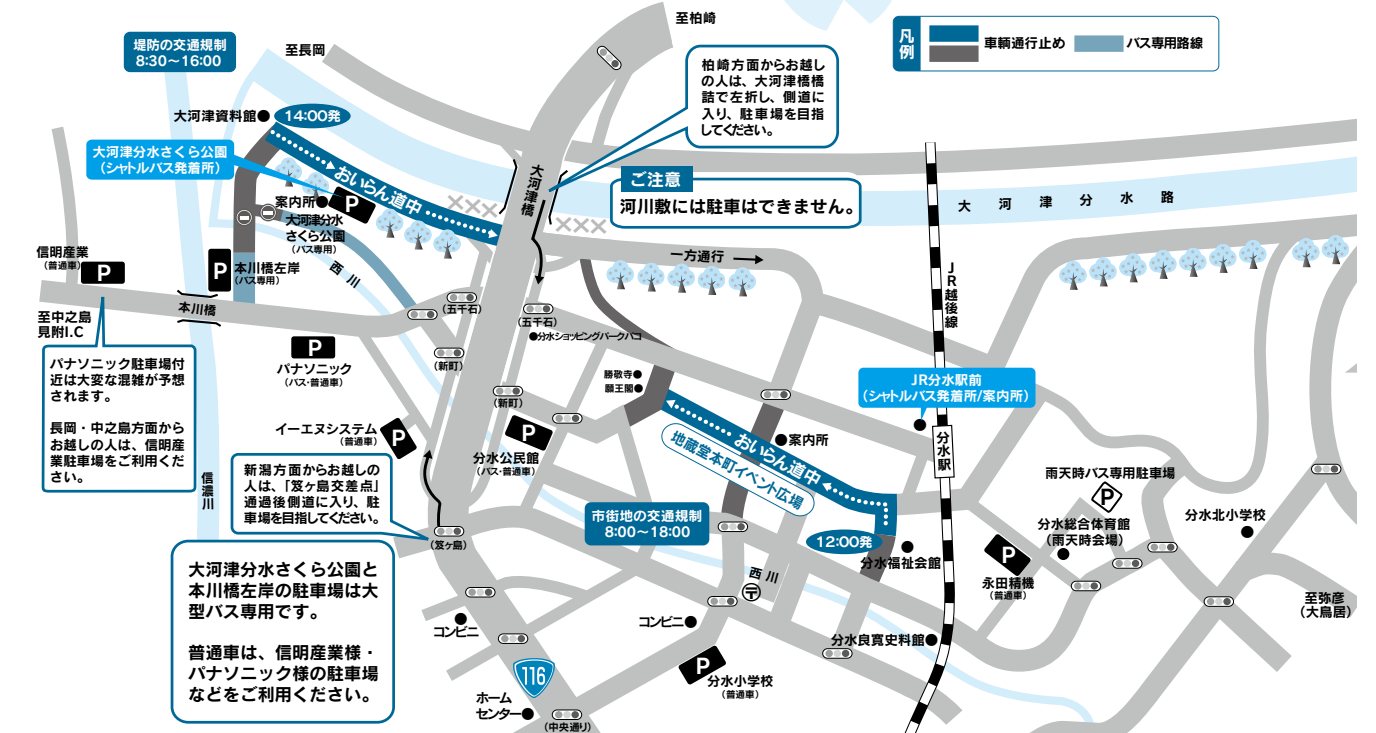 至柏崎
凡例
車輌通行止め
バス専用路線
堤防の交通規制
8:30~16:00
至長岡
柏崎方面からお越し
の人は、大河津橋橋
詰で左折し、側道に
入り、駐車場を目指
してください。
大河津資料館
14:00発
大河津分水さくら公園
(シャトルバス発着所)
おいらん道中
大河津橋
ご注意
河川敷には駐車はできません。
大河津分水路
案内所
P
大河津分水
さくら公園
(バス専用)
信明産業
(普通車)
P
P
本川橋左岸
(バス専用)
西川
一方通行
JR越後線
至中之島
見附I.C
本川橋
(五千石)
(五千石)
分水ショッピングパークパコ
パナソニック駐車場付
近は大変な混雑が予想
されます。
長岡・中之島方面から
お越しの人は、信明産
業駐車場をご利用くだ
さい。
P
パナソニック
(バス・普通車)
(新町)
(新町)
勝敬寺
願王閣
JR分水駅前
(シャトルバス発着所/案内所)
イーエヌシステム
(普通車)
P
P
分水公民館
(バス・普通車)
おいらん道中
案内所
地蔵堂本町イベント広場
分水駅
信濃川
新潟方面からお越しの
人は、「笈ヶ島交差点」
通過後側道に入り、駐
車場を目指してください。
(笈ヶ島)
市街地の交通規制
8:00~18:00
12:00発
雨天時バス専用駐車場
P
分水総合体育館
(雨天時会場)
分水北小学校
分水福祉会館
P
永田精機
(普通車)
西川
〒
至弥彦
(大鳥居)
大河津分水さくら公園と
本川橋左岸の駐車場は大
型バス専用です。
普通車は、信明産業様・
パナソニック様の駐車場
などをご利用ください。
コンビニ
コンビニ
分水良寛史料館
116
P
分水小学校
(普通車)
ホーム
センター
(中央通り)